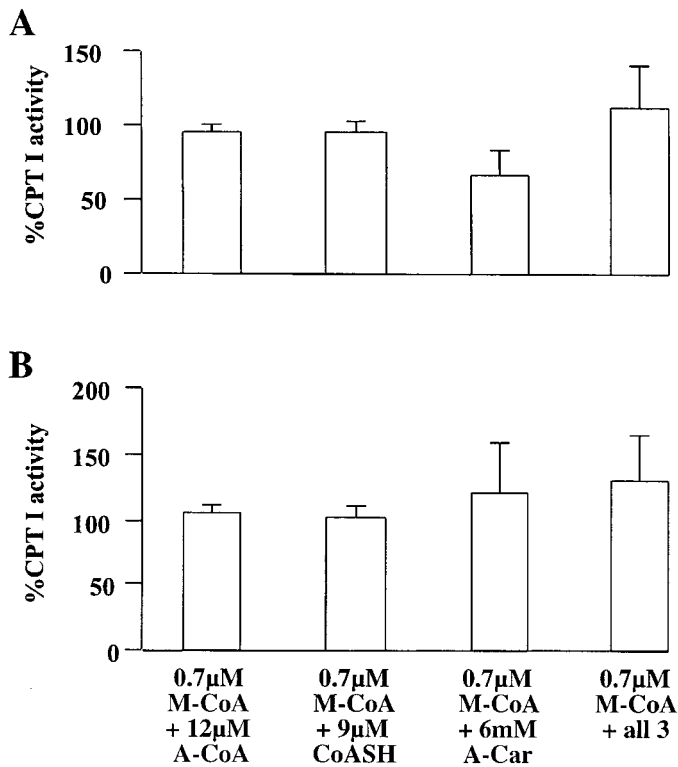 A
%CPT I activity
150
100
50
0
B
%CPT I activity
200
150
100
50
0
0.7μM
M-CoA
+ 12μM
A-CoA
0.7μM
M-CoA
+ 9μM
CoASH
0.7μM
M-CoA
+ 6mM
A-Car
0.7μM
M-CoA
+ all 3